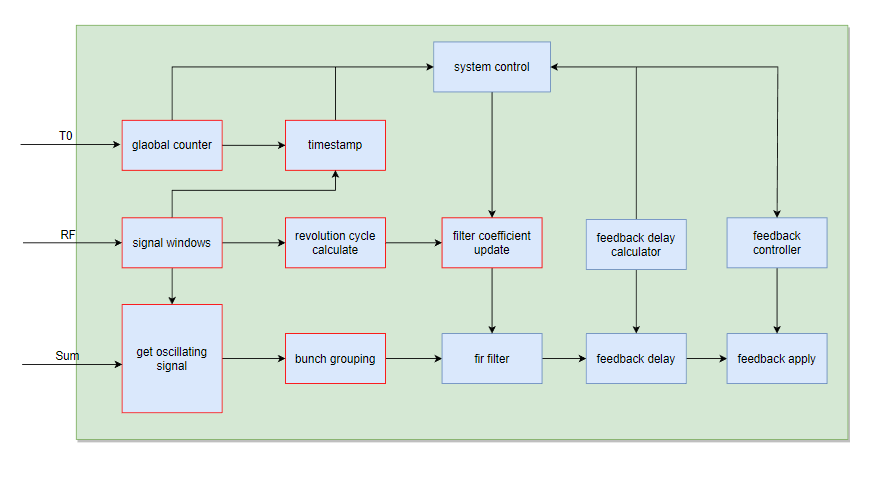 system control
T0
glaobal counter
timestamp
RF
signal windows
revolution cycle
calculate
filter coefficient
update
feedback delay
calculator
feedback
controller
Sum
get oscillating
signal
bunch grouping
fir filter
feedback delay
feedback apply